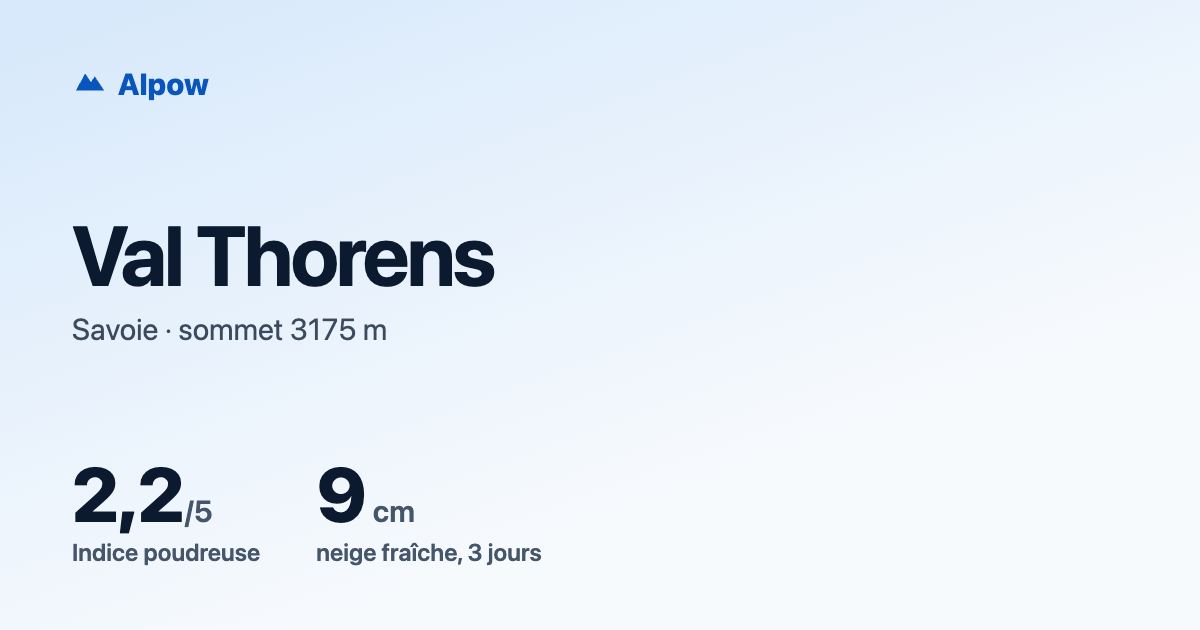 Alpow
Val Thorens
Savoie · sommet 3175 m
2,2/5
Indice poudreuse
9 cm
neige fraîche, 3 jours